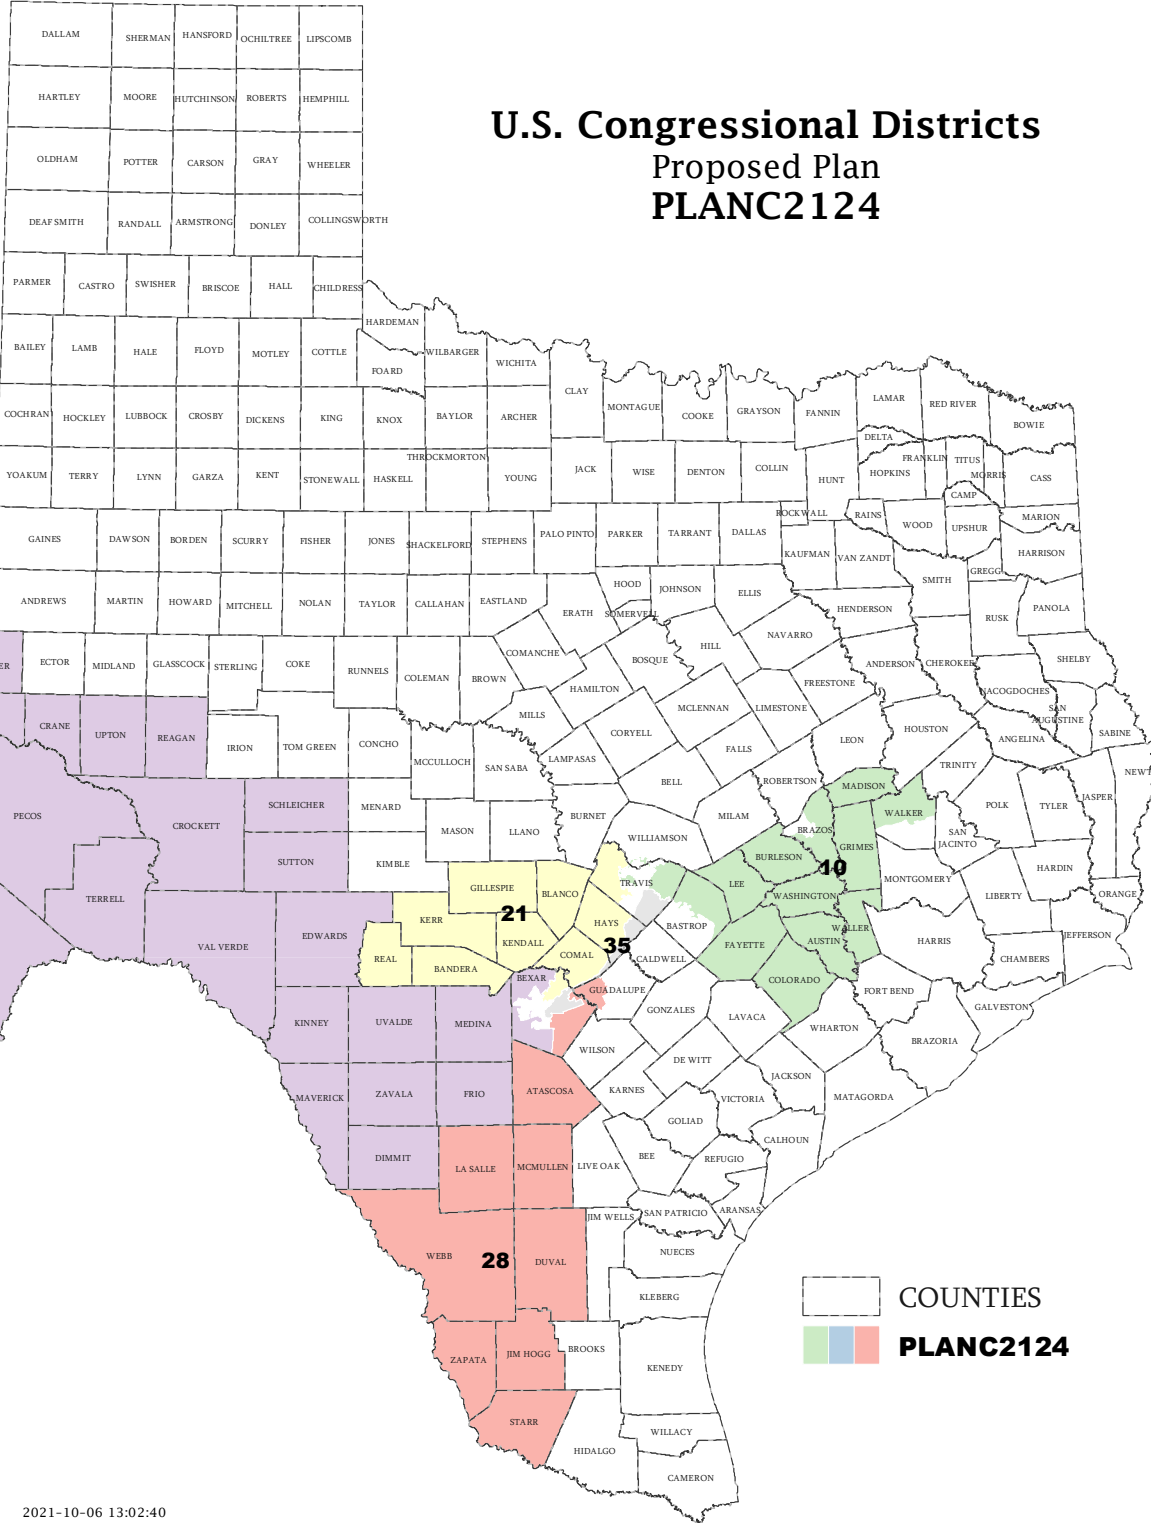 U.S. Congressional Districts
Proposed Plan
PLANC2124
DALLAM
SHERMAN
HANSFORD
OCHILTREE
LIPSCOMB
HARTLEY
MOORE
HUTCHINSON
ROBERTS
HEMPHILL
OLDHAM
POTTER
CARSON
GRAY
WHEELER
DEAF SMITH
RANDALL
ARMSTRONG
DONLEY
COLLINGSWORTH
PARMER
CASTRO
SWISHER
BRISCOE
HALL
CHILDRESS
HARDEMAN
BAILEY
LAMB
HALE
FLOYD
MOTLEY
COTTLE
FOARD
WILBARGER
WICHITA
CLAY
MONTAGUE
COOKE
GRAYSON
FANNIN
LAMAR
RED RIVER
BOWIE
COCHRAN
HOCKLEY
LUBBOCK
CROSBY
DICKENS
KING
KNOX
BAYLOR
ARCHER
DELTA
YOAKUM
TERRY
LYNN
GARZA
KENT
STONEWALL
HASKELL
THROCKMORTON
YOUNG
JACK
WISE
DENTON
COLLIN
HUNT
HOPKINS
FRANKLIN
TITUS
MORRIS
CASS
CAMP
GAINES
DAWSON
BORDEN
SCURRY
FISHER
JONES
SHACKELFORD
STEPHENS
PALO PINTO
PARKER
TARRANT
DALLAS
ROCKWALL
RAINS
WOOD
UPSHUR
MARION
KAUFMAN
VAN ZANDT
HARRISON
GREGG
SMITH
ANDREWS
MARTIN
HOWARD
MITCHELL
NOLAN
TAYLOR
CALLAHAN
EASTLAND
ERATH
HOOD
SOMERVELL
JOHNSON
ELLIS
HENDERSON
RUSK
PANOLA
ER
ECTOR
MIDLAND
GLASSCOCK
STERLING
COKE
RUNNELS
COLEMAN
BROWN
COMANCHE
BOSQUE
HILL
NAVARRO
ANDERSON
CHEROKEE
SHELBY
HAMILTON
FREESTONE
NACOGDOCHES
CRANE
UPTON
REAGAN
IRION
TOM GREEN
CONCHO
MILLS
CORYELL
MCLENNAN
LIMESTONE
HOUSTON
SAN
AUGUSTINE
SABINE
ANGELINA
MCCULLOCH
SAN SABA
LAMPASAS
FALLS
LEON
TRINITY
NEWT
BELL
ROBERTSON
MADISON
PECOS
CROCKETT
SCHLEICHER
MENARD
MASON
LLANO
BURNET
WILLIAMSON
MILAM
BRAZOS
WALKER
POLK
TYLER
JASPER
SAN
JACINTO
SUTTON
KIMBLE
BURLESON
GRIMES
10
MONTGOMERY
HARDIN
TERRELL
GILLESPIE
BLANCO
TRAVIS
LEE
WASHINGTON
LIBERTY
ORANGE
21
KERR
HAYS
BASTROP
WALLER
VAL VERDE
EDWARDS
KENDALL
35
FAYETTE
AUSTIN
HARRIS
JEFFERSON
REAL
BANDERA
COMAL
CALDWELL
CHAMBERS
BEXAR
GUADALUPE
COLORADO
FORT BEND
GALVESTON
KINNEY
UVALDE
MEDINA
GONZALES
LAVACA
WHARTON
BRAZORIA
WILSON
DE WITT
MAVERICK
ZAVALA
FRIO
ATASCOSA
KARNES
JACKSON
VICTORIA
MATAGORDA
GOLIAD
CALHOUN
DIMMIT
LA SALLE
MCMULLEN
LIVE OAK
BEE
REFUGIO
JIM WELLS
SAN PATRICIO
ARANSAS
WEBB
28
DUVAL
NUECES
KLEBERG
COUNTIES
PLANC2124
ZAPATA
JIM HOGG
BROOKS
KENEDY
STARR
HIDALGO
WILLACY
CAMERON
2021-10-06 13:02:40